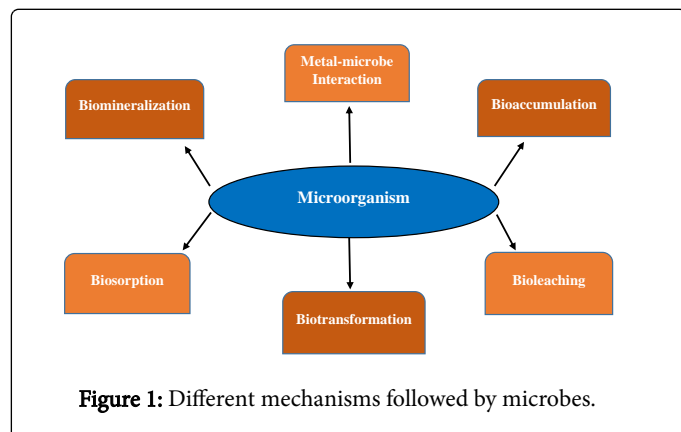 Metal-microbe
Interaction
Biomineralization
Bioaccumulation
Microorganism
Biosorption
Bioleaching
Biotransformation
Figure 1: Different mechanisms followed by microbes.